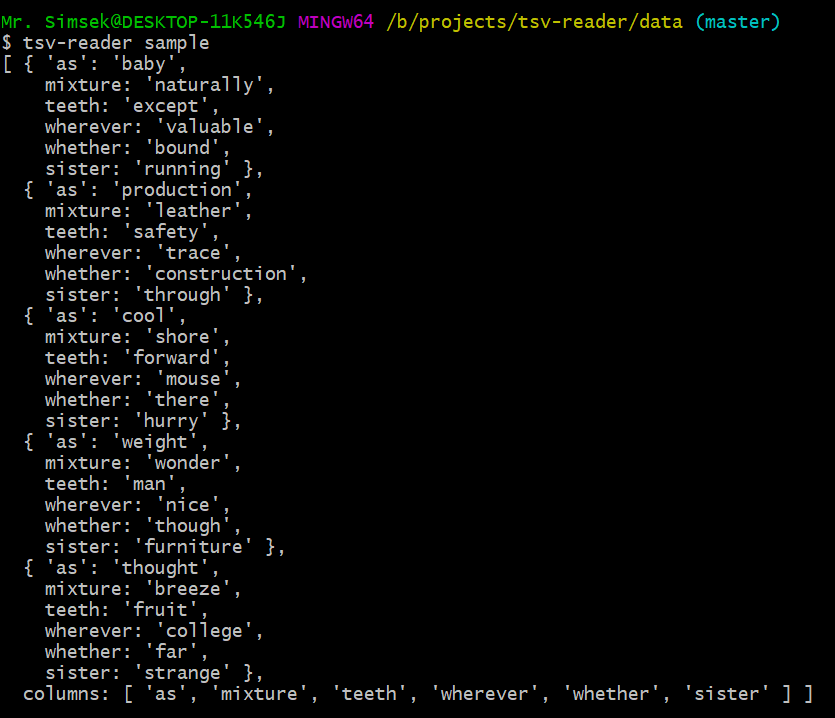 Mr. Simsek@DESKTOP-11K546J MINGW64 /b/projects/tsv-reader/data (master)
$ tsv-reader sample
[ { 'as': 'baby',
    mixture: 'naturally',
    teeth: 'except',
    wherever: 'valuable',
    whether: 'bound',
    sister: 'running' },
  { 'as': 'production',
    mixture: 'leather',
    teeth: 'safety',
    wherever: 'trace',
    whether: 'construction',
    sister: 'through' },
  { 'as': 'cool',
    mixture: 'shore',
    teeth: 'forward',
    wherever: 'mouse',
    whether: 'there',
    sister: 'hurry' },
  { 'as': 'weight',
    mixture: 'wonder',
    teeth: 'man',
    wherever: 'nice',
    whether: 'though',
    sister: 'furniture' },
  { 'as': 'thought',
    mixture: 'breeze',
    teeth: 'fruit',
    wherever: 'college',
    whether: 'far',
    sister: 'strange' },
  columns: [ 'as', 'mixture', 'teeth', 'wherever', 'whether', 'sister' ] ]